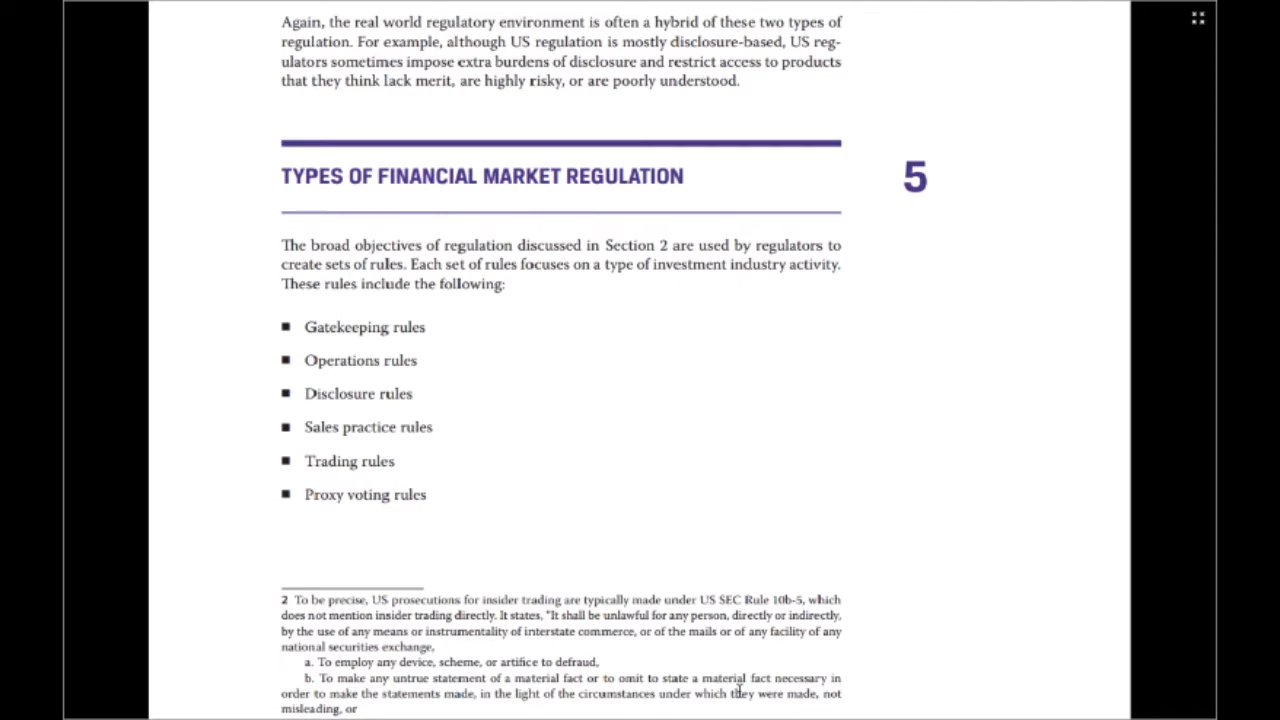 Again, the real world regulatory environment is often a hybrid of these two types of
regulation. For example, although US regulation is mostly disclosure-based, US reg-
ulators sometimes impose extra burdens of disclosure and restrict access to products
that they think lack merit, are highly risky, or are poorly understood.
TYPES OF FINANCIAL MARKET REGULATION 5
The broad objectives of regulation discussed in Section 2 are used by regulators to
create sets of rules. Each set of rules focuses on a type of investment industry activity.
These rules include the following:
■ Gatekeeping rules
■ Operations rules
■ Disclosure rules
■ Sales practice rules
■ Trading rules
■ Proxy voting rules
2 To be precise, US prosecutions for insider trading are typically made under US SEC Rule 10b-5, which
does not mention insider trading directly. It states, "It shall be unlawful for any person, directly or indirectly,
by the use of any means or instrumentality of interstate commerce, or of the mails or of any facility of any
national securities exchange,
a. To employ any device, scheme, or artifice to defraud,
b. To make any untrue statement of a material fact or to omit to state a material fact necessary in
order to make the statements made, in the light of the circumstances under which they were made, not
misleading, or